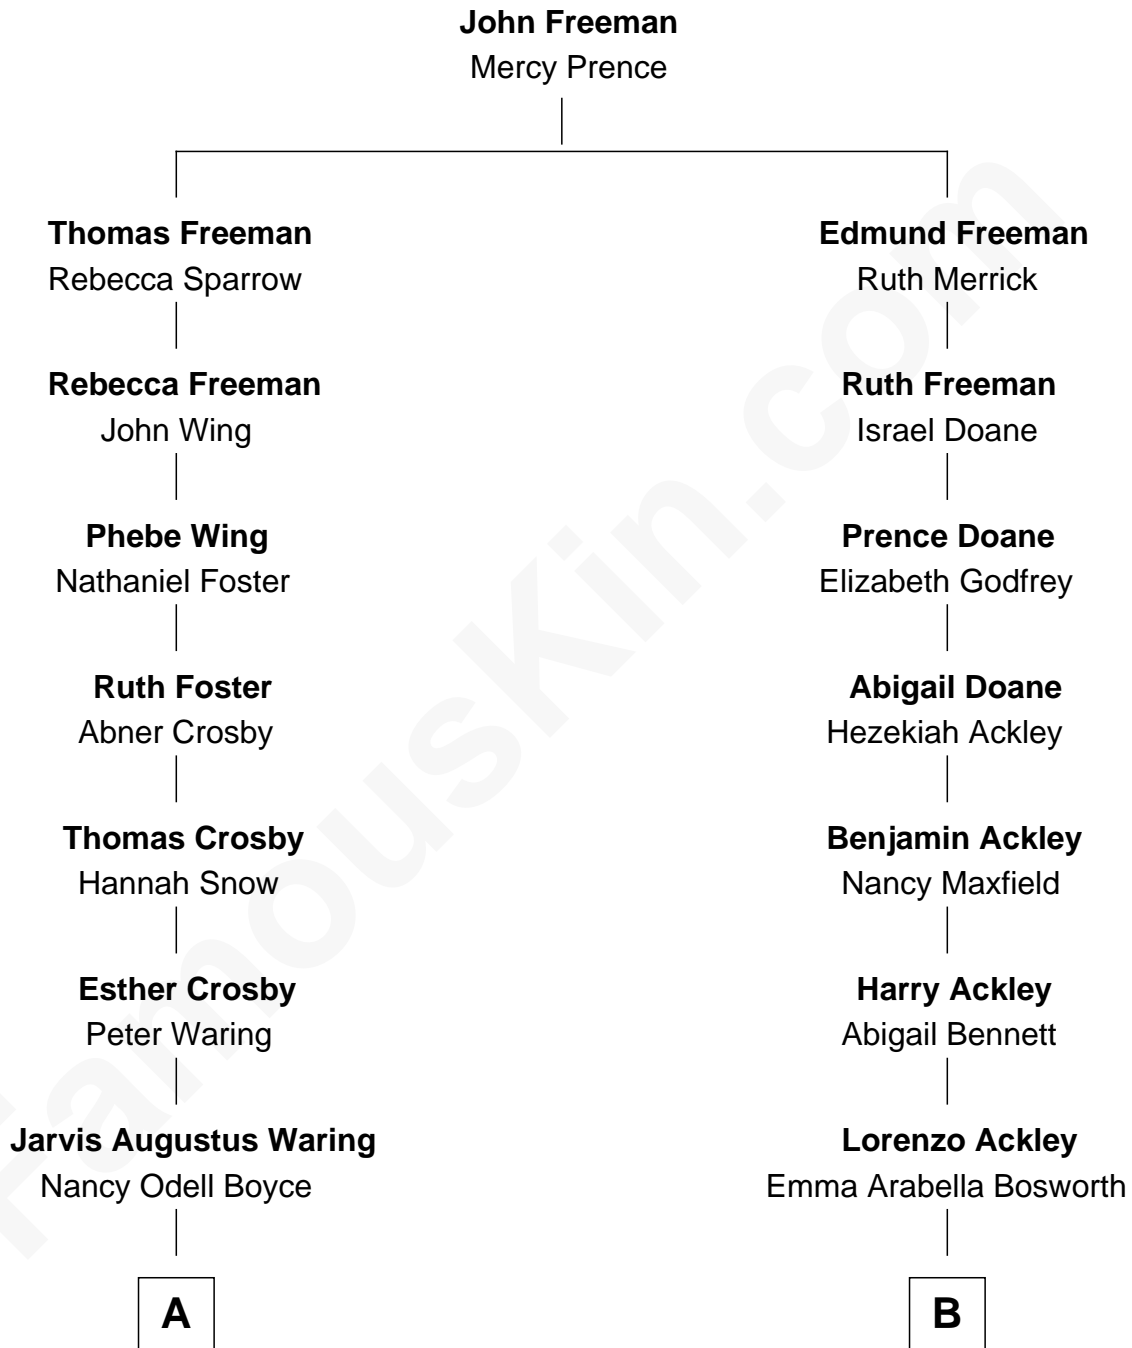 John Freeman
Mercy Prence
Thomas Freeman
Rebecca Sparrow
Edmund Freeman
Ruth Merrick
Rebecca Freeman
John Wing
Ruth Freeman
Israel Doane
Phebe Wing
Nathaniel Foster
Prence Doane
Elizabeth Godfrey
Ruth Foster
Abner Crosby
Abigail Doane
Hezekiah Ackley
Thomas Crosby
Hannah Snow
Benjamin Ackley
Nancy Maxfield
Esther Crosby
Peter Waring
Harry Ackley
Abigail Bennett
Jarvis Augustus Waring
Nancy Odell Boyce
Lorenzo Ackley
Emma Arabella Bosworth
A
B
FamousKin.com